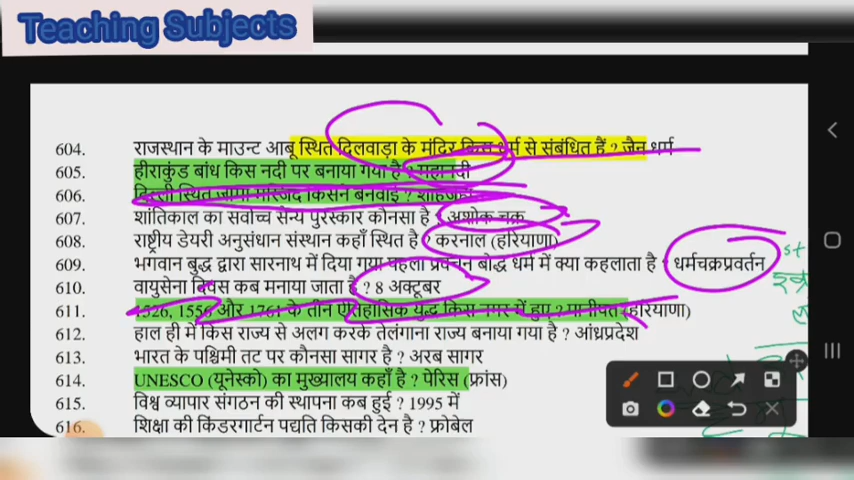 Teaching Subjects
604. राजस्थान के माउन्ट आबू स्थित दिलवाड़ा के मंदिर किस धर्म से संबंधित हैं ? जैन धर्म
605. हीराकुंड बांध किस नदी पर बनाया गया है ? महानदी
606. दिल्ली स्थित जामा मस्जिद किसने बनवाई ? शाहजहाँ
607. शांतिकाल का सर्वोच्च सैन्य पुरस्कार कौनसा है ? अशोक चक्र
608. राष्ट्रीय डेयरी अनुसंधान संस्थान कहाँ स्थित है ? करनाल (हरियाणा)
609. भगवान बुद्ध द्वारा सारनाथ में दिया गया पहला प्रवचन बोद्ध धर्म में क्या कहलाता है धर्मचक्रप्रवर्तन
610. वायुसेना दिवस कब मनाया जाता है ? 8 अक्टूबर
611. 1526, 1556 और 1761 के तीन ऐतिहासिक युद्ध किस नगर में हुए ? पानीपत (हरियाणा)
612. हाल ही में किस राज्य से अलग करके तेलंगाना राज्य बनाया गया है ? आंध्रप्रदेश
613. भारत के पश्चिमी तट पर कौनसा सागर है ? अरब सागर
614. UNESCO (यूनेस्को) का मुख्यालय कहाँ है ? पेरिस (फ्रांस)
615. विश्व व्यापार संगठन की स्थापना कब हुई ? 1995 में
616. शिक्षा की किंडरगार्टन पद्यति किसकी देन है ? फ्रोबेल